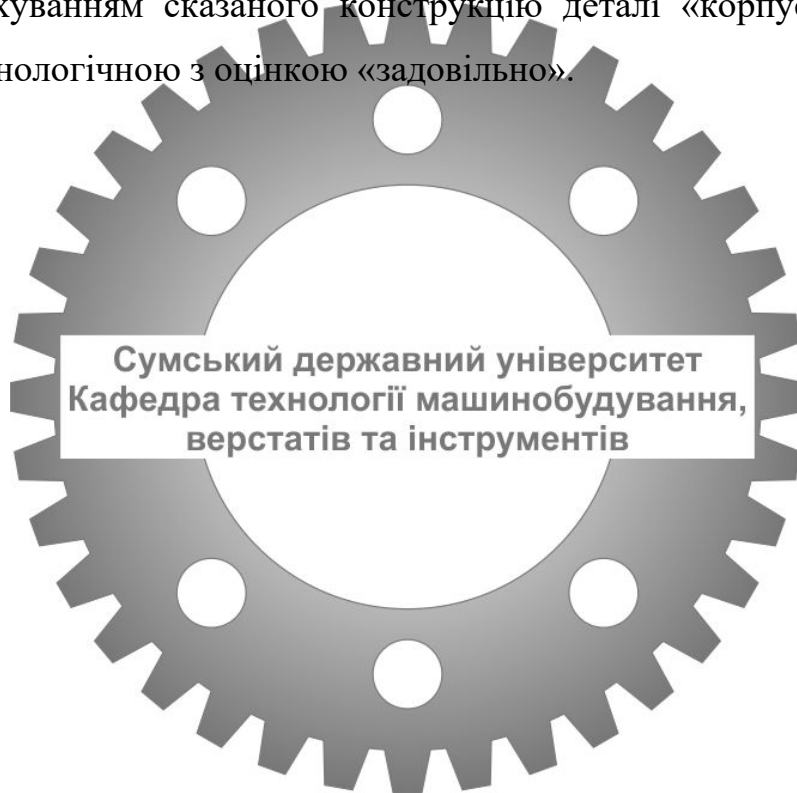 хуванням сказаного конструкцію деталі «корпус
нологічною з оцінкою «задовільно».
Сумський державний університет
Кафедра технології машинобудування,
верстатів та інструментів